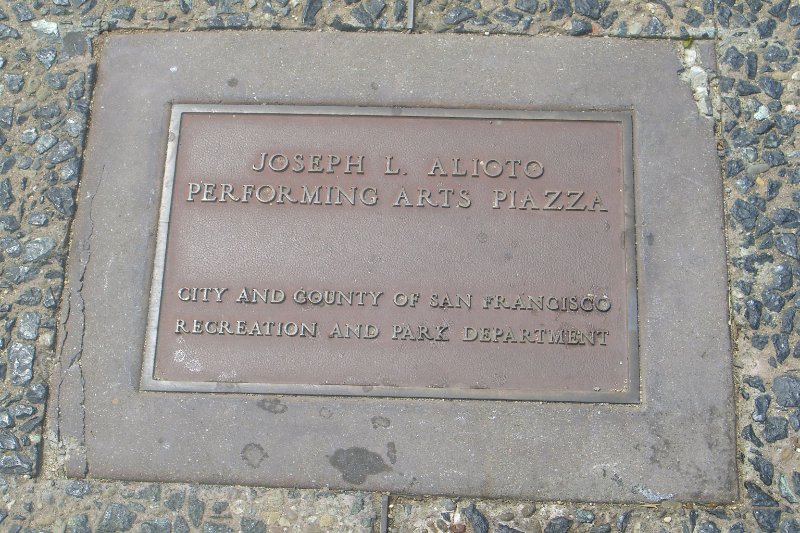 JOSEPH L. ALIOTO
PERFORMING ARTS PIAZZA
CITY AND COUNTY OF SAN FRANCISCO
RECREATION AND PARK DEPARTMENT